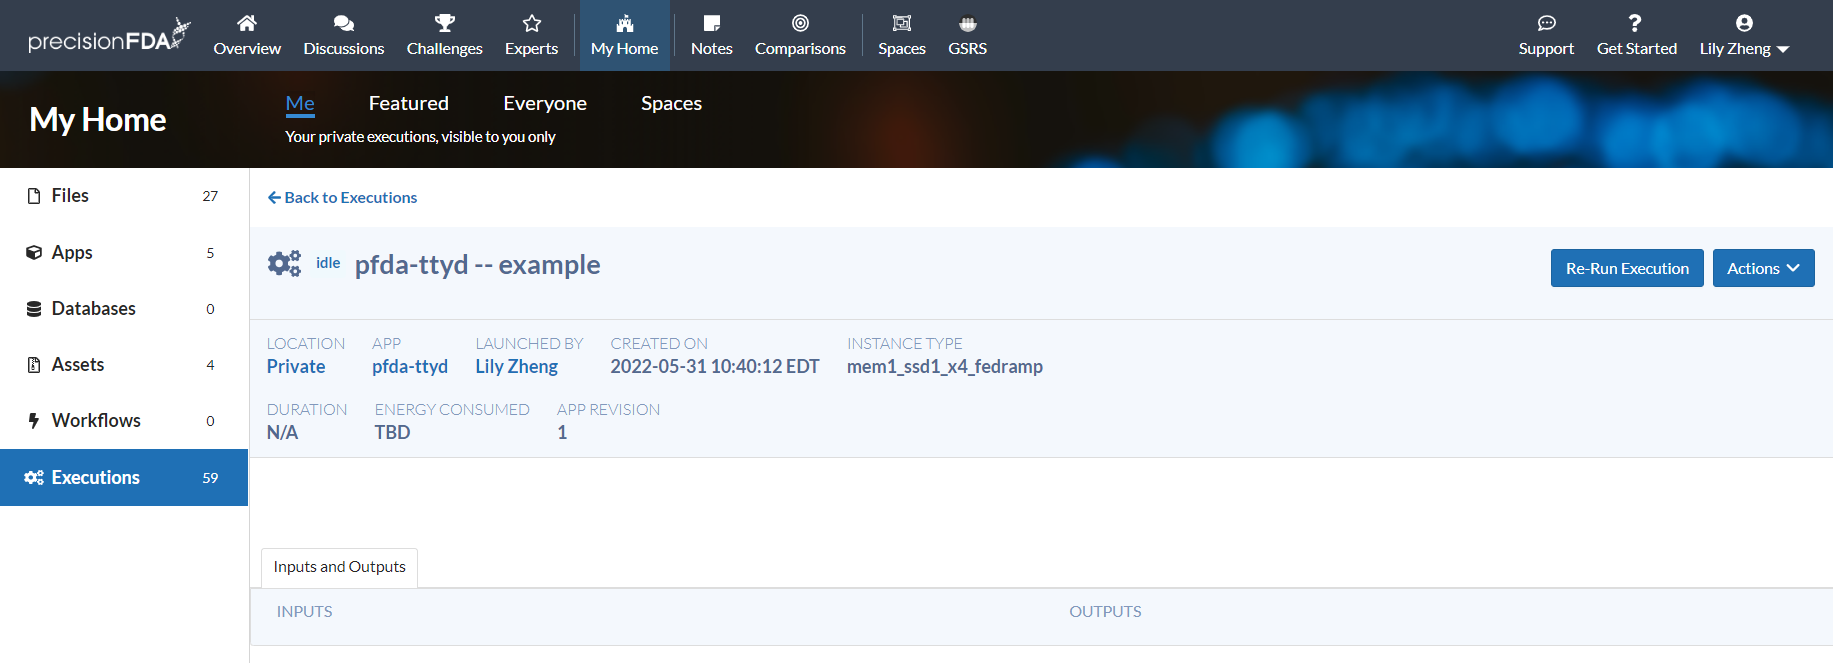 precisionFDA
Overview
Discussions
Challenges
Experts
My Home
Notes
Comparisons
Spaces
GSRS
Support
Get Started
Lily Zheng
My Home
Me
Featured
Everyone
Spaces
Your private executions, visible to you only
Files 27
Apps 5
Databases 0
Assets 4
Workflows 0
Executions 59
Back to Executions
idle pfda-ttyd -- example
Re-Run Execution
Actions
LOCATION APP LAUNCHED BY CREATED ON INSTANCE TYPE
Private pfda-ttyd Lily Zheng 2022-05-31 10:40:12 EDT mem1_ssd1_x4_fedramp
DURATION ENERGY CONSUMED APP REVISION
N/A TBD 1
Inputs and Outputs
INPUTS OUTPUTS